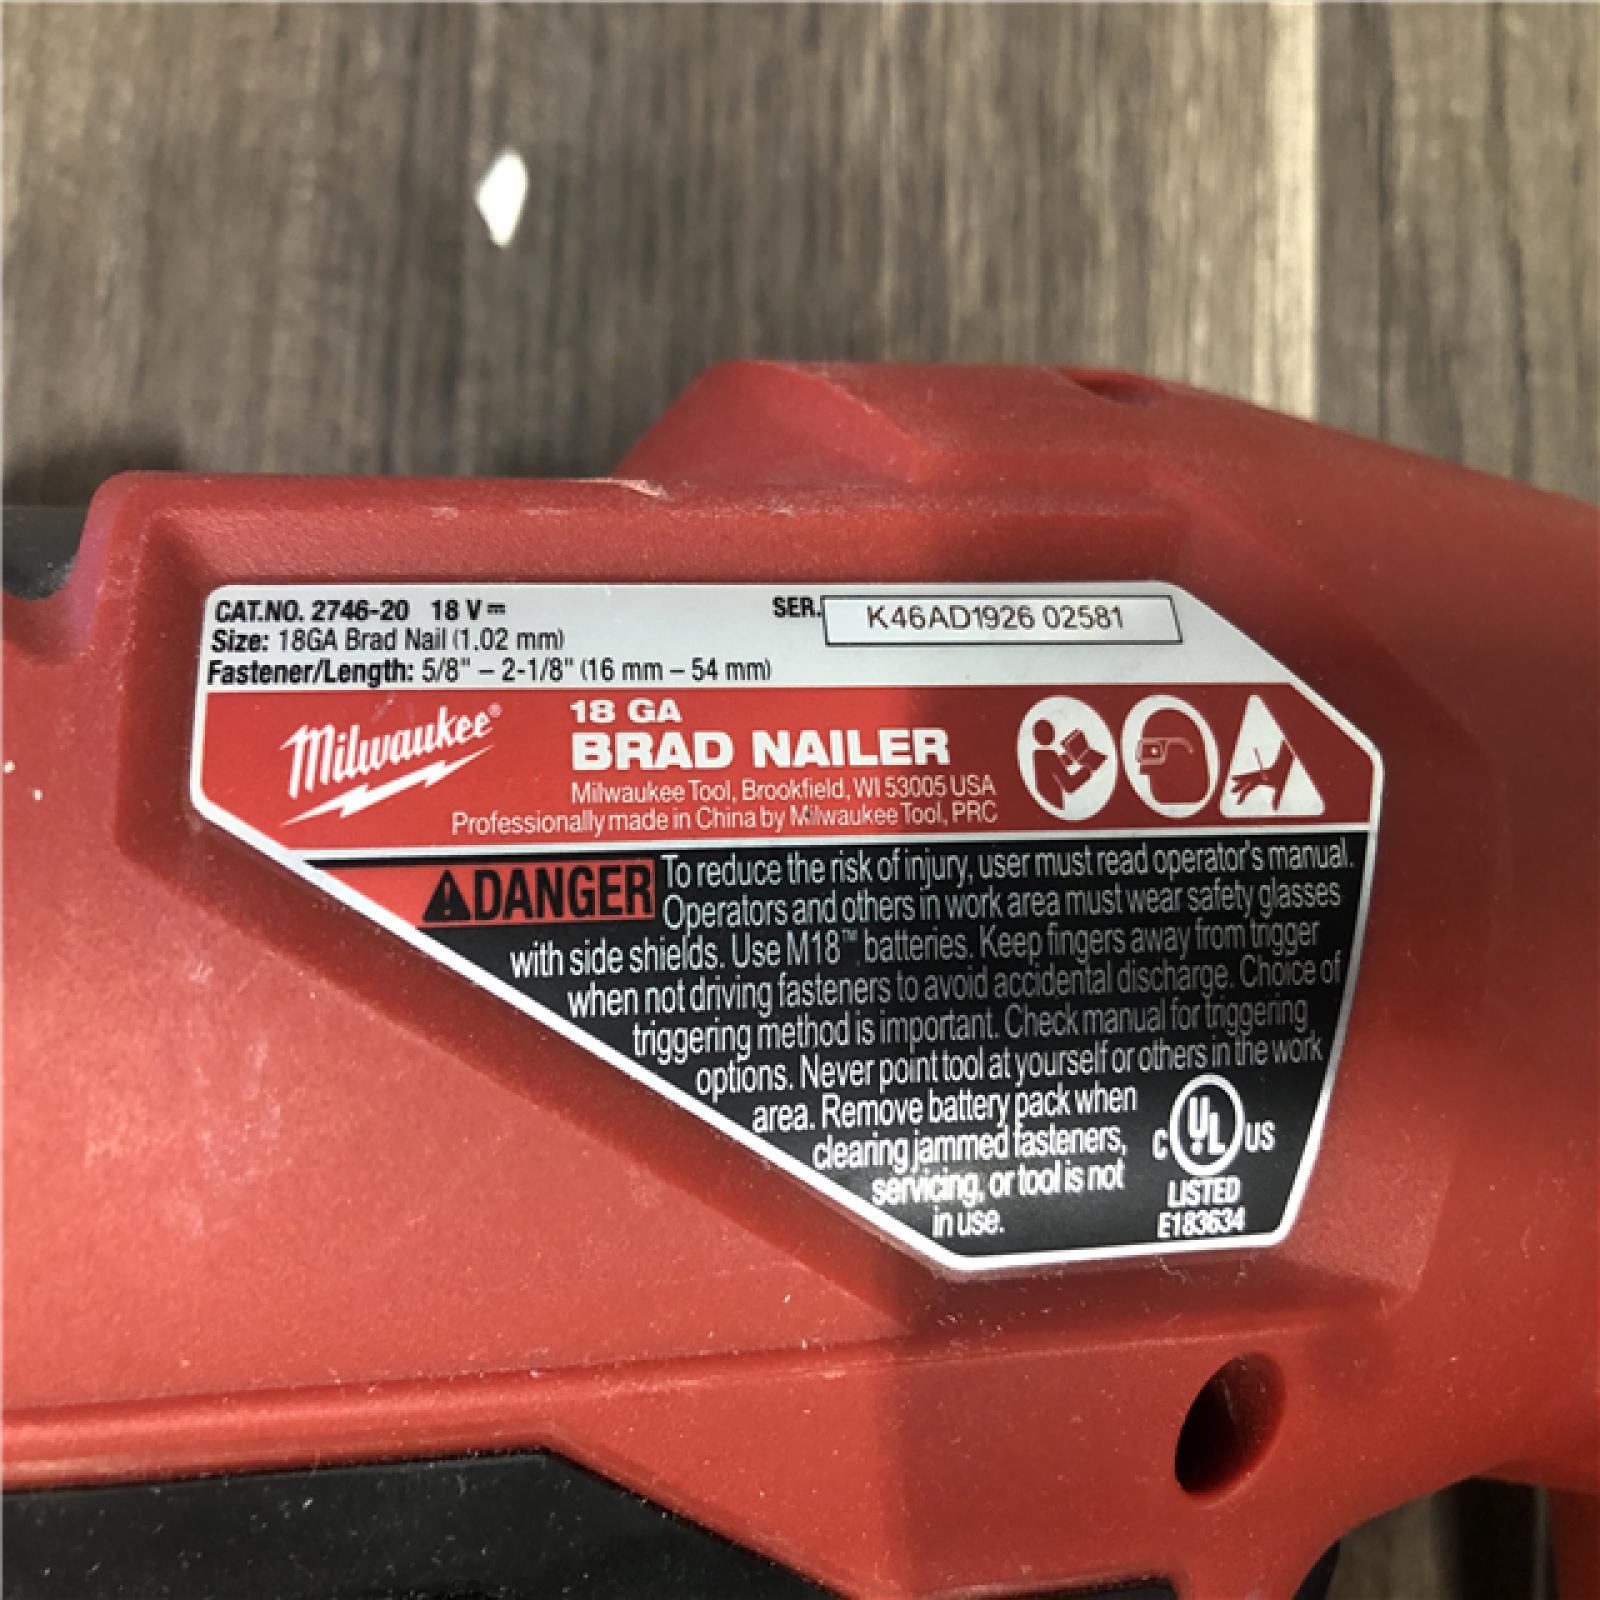 CAT.NO. 2746-20 18 V⎓
SER. K46AD1926 02581
Size: 18GA Brad Nail (1.02 mm)
Fastener/Length: 5/8" – 2-1/8" (16 mm – 54 mm)
Milwaukee®
18 GA
BRAD NAILER
Milwaukee Tool, Brookfield, WI 53005 USA
Professionally made in China by Milwaukee Tool, PRC
DANGER To reduce the risk of injury, user must read operator's manual.
Operators and others in work area must wear safety glasses
with side shields. Use M18™ batteries. Keep fingers away from trigger
when not driving fasteners to avoid accidental discharge. Choice of
triggering method is important. Check manual for triggering
options. Never point tool at yourself or others in the work
area. Remove battery pack when
clearing jammed fasteners,
servicing, or tool is not
in use.
C UL US
LISTED
E183634